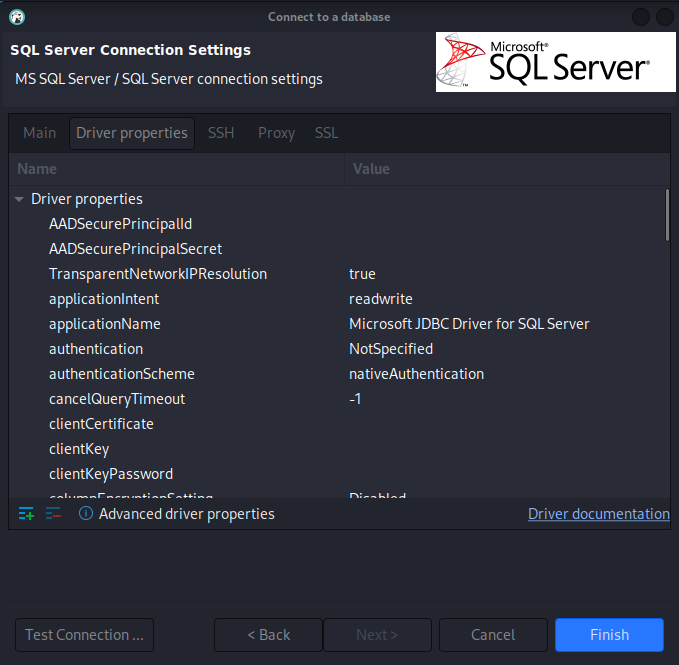 Connect to a database
SQL Server Connection Settings
MS SQL Server / SQL Server connection settings
Microsoft®
SQL Server®
Main Driver properties SSH Proxy SSL
Name Value
Driver properties
AADSecurePrincipalId
AADSecurePrincipalSecret
TransparentNetworkIPResolution true
applicationIntent readwrite
applicationName Microsoft JDBC Driver for SQL Server
authentication NotSpecified
authenticationScheme nativeAuthentication
cancelQueryTimeout -1
clientCertificate
clientKey
clientKeyPassword
columnEncryptionSetting Disabled
Advanced driver properties Driver documentation
Test Connection ... < Back Next > Cancel Finish